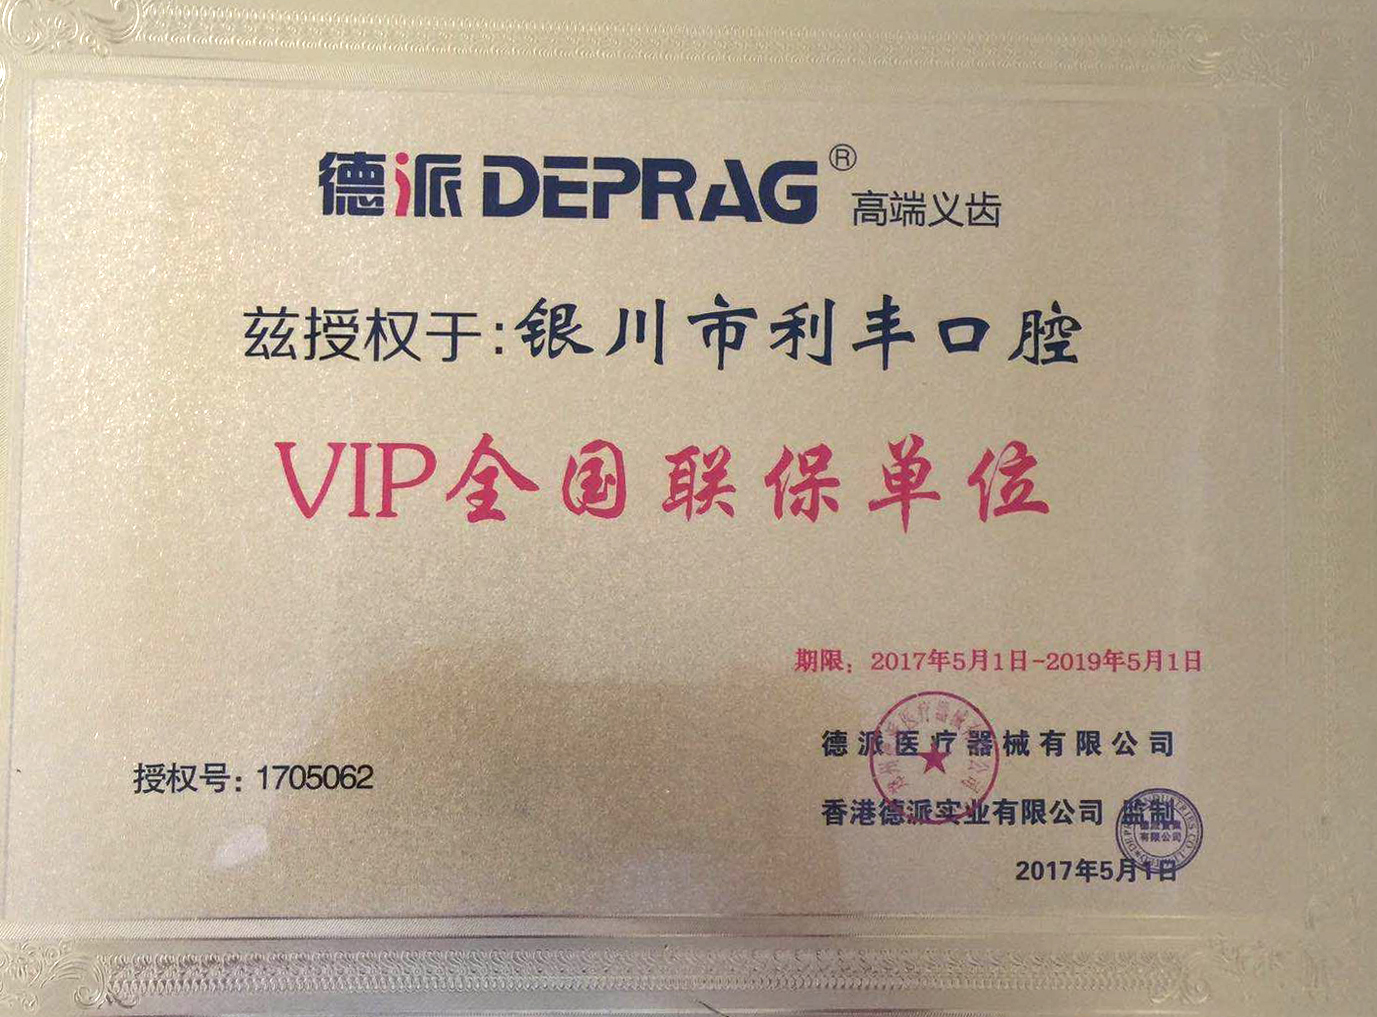 德派 DEPRAG® 高端义齿
兹授权于:银川市利丰口腔
VIP全国联保单位
期限：2017年5月1日-2019年5月1日
德派医疗器械有限公司
授权号：1705062
香港德派实业有限公司 监制
有限公司
2017年5月1日